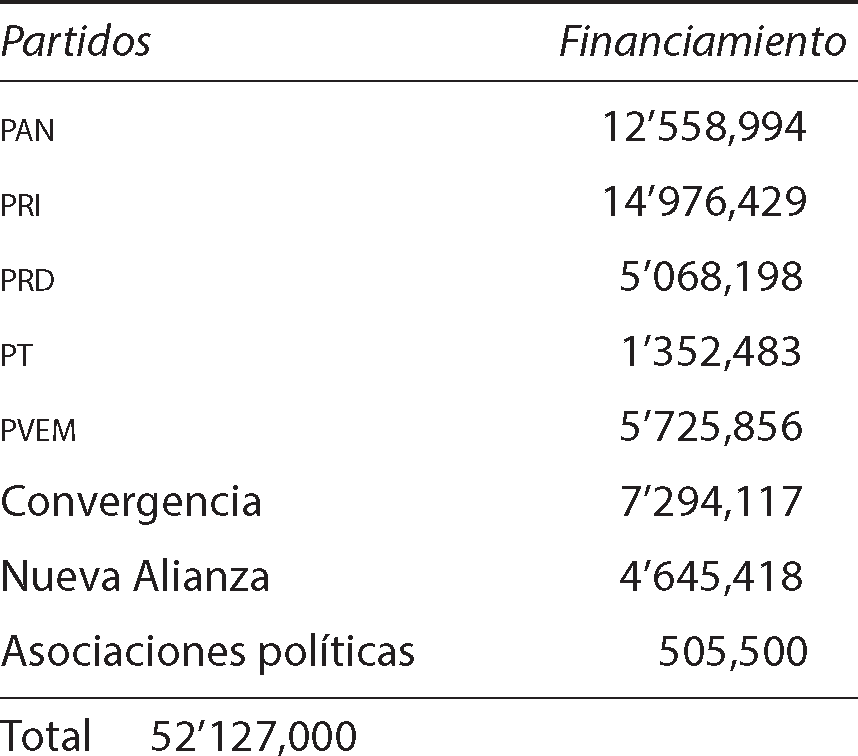 Partidos Financiamiento
PAN 12’558,994
PRI 14’976,429
PRD 5’068,198
PT 1’352,483
PVEM 5’725,856
Convergencia 7’294,117
Nueva Alianza 4’645,418
Asociaciones políticas 505,500
Total 52’127,000